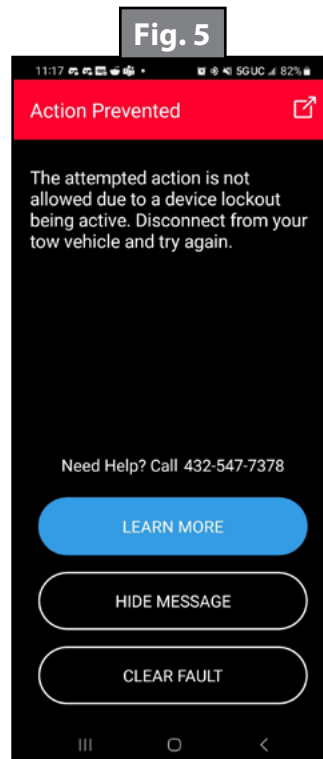 Fig. 5
11:17
5GUC 82%
Action Prevented
The attempted action is not
allowed due to a device lockout
being active. Disconnect from your
tow vehicle and try again.
Need Help? Call 432-547-7378
LEARN MORE
HIDE MESSAGE
CLEAR FAULT